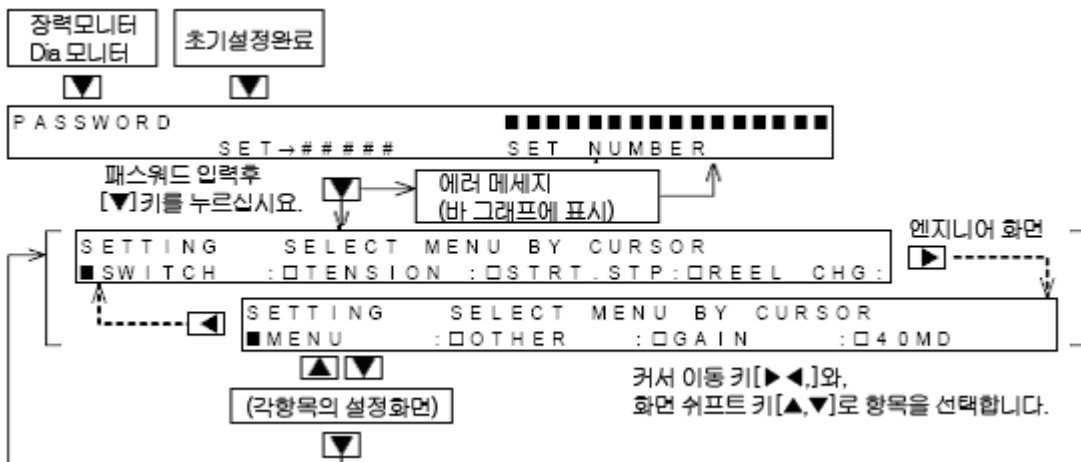 장력모니터
Dia 모니터
초기설정완료
▼
▼
PASSWORD ■■■■■■■■■■■■■■■■
SET→##### SET NUMBER
패스워드 입력후
[▼]키를 누르십시요.
▼
에러 메세지
(바 그래프에 표시)
엔지니어 화면
▶
SETTING SELECT MENU BY CURSOR
■SWITCH :□TENSION :□STRT.STP:□REEL CHG:
◀
SETTING SELECT MENU BY CURSOR
■MENU :□OTHER :□GAIN :□40MD
▲▼
(각항목의 설정화면)
▼
커서 이동 키[▶◀,]와,
화면 쉬프트 키[▲,▼]로 항목을 선택합니다.